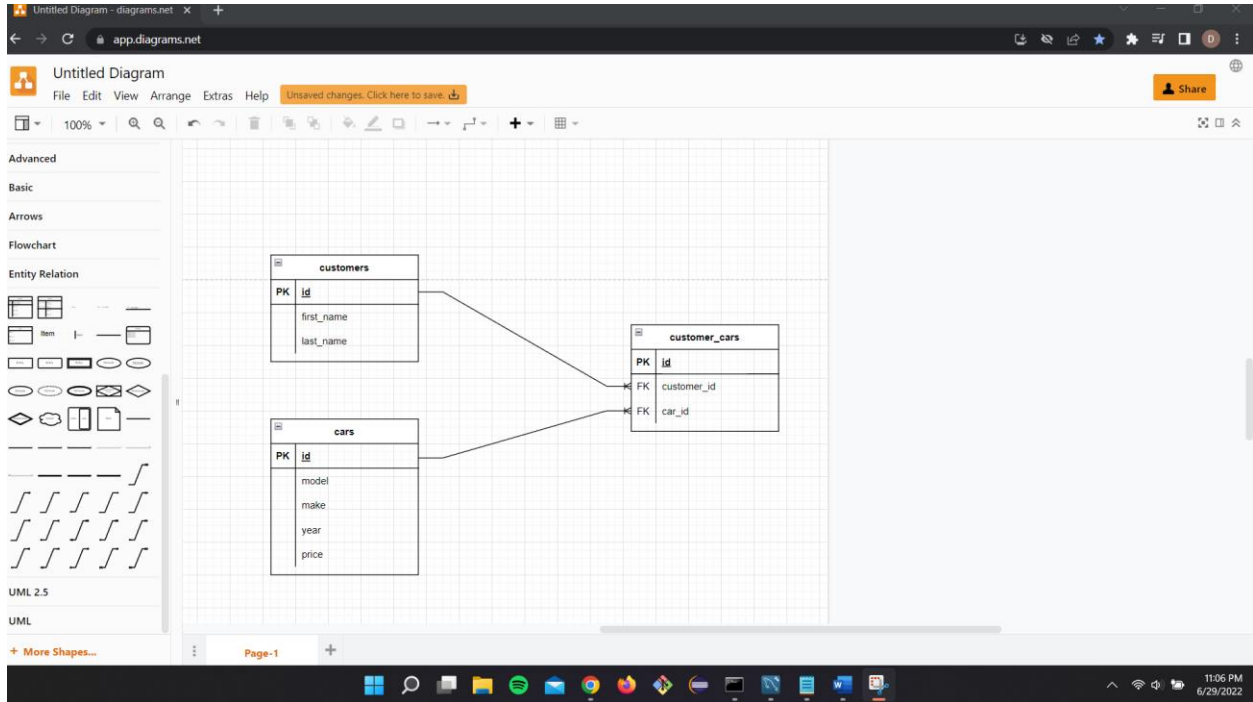 Untitled Diagram - diagrams.net
app.diagrams.net
D
Untitled Diagram
File Edit View Arrange Extras Help Unsaved changes. Click here to save.
Share
100%
Advanced
Basic
Arrows
Flowchart
Entity Relation
Item
UML 2.5
UML
+ More Shapes...
customers
PK id
first_name
last_name
customer_cars
PK id
FK customer_id
FK car_id
cars
PK id
model
make
year
price
Page-1
11:06 PM
6/29/2022